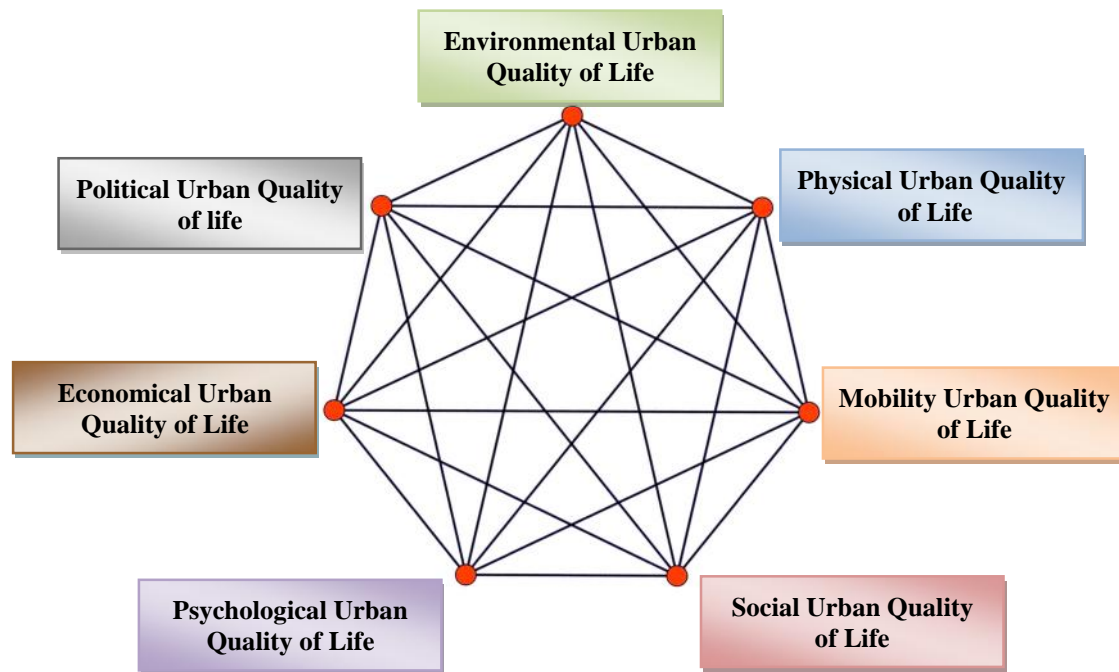 Environmental Urban
Quality of Life
Political Urban Quality
of life
Physical Urban Quality
of Life
Economical Urban
Quality of Life
Mobility Urban Quality
of Life
Psychological Urban
Quality of Life
Social Urban Quality
of Life